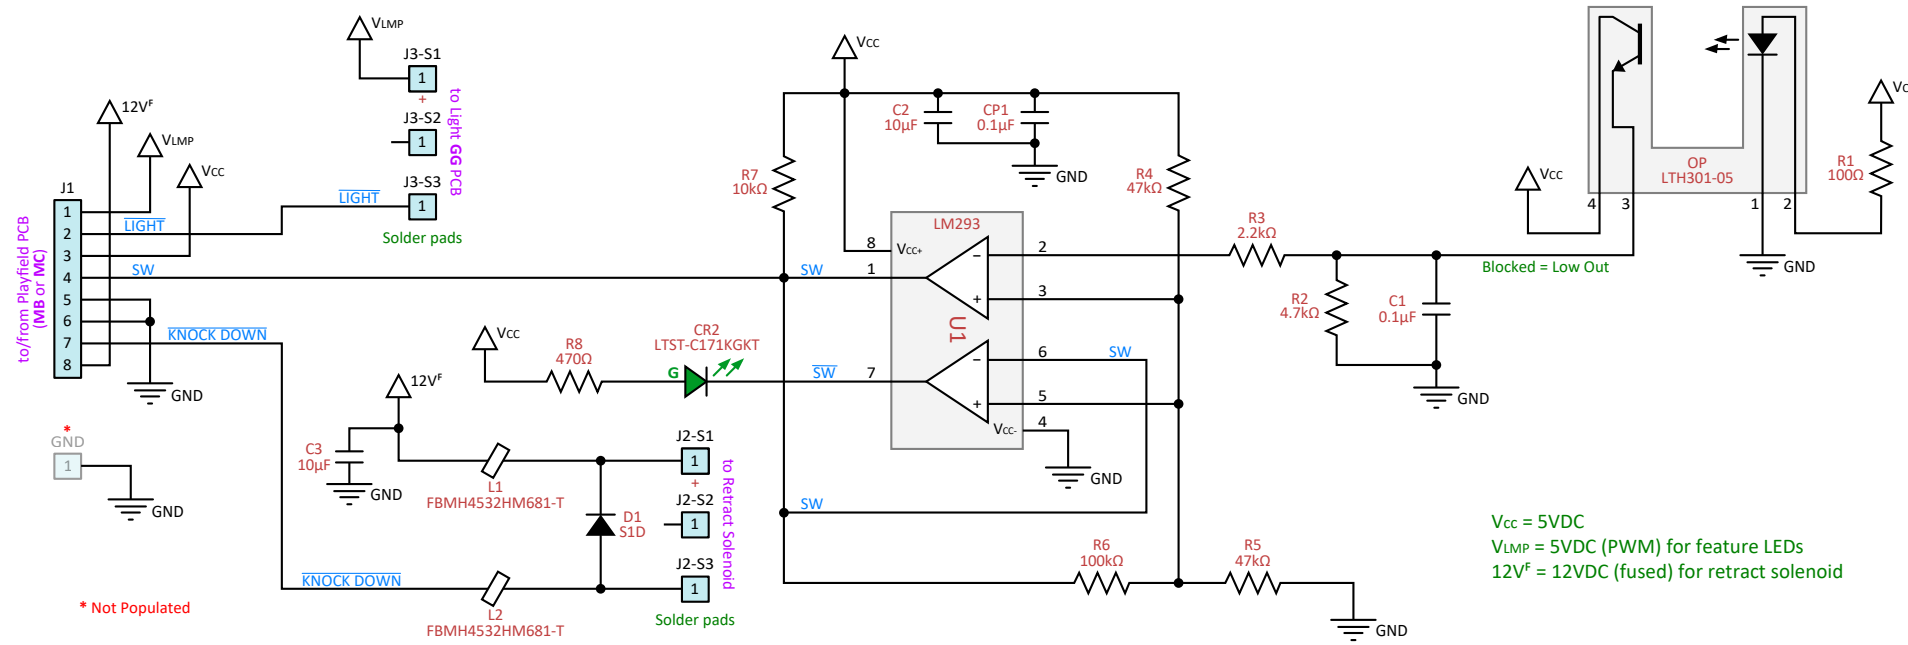 VLMP
J3-S1
1
+
J3-S2
1
J3-S3
1
to Light GG PCB
Solder pads
12VF
VLMP
VCC
J1
1
2
3
4
5
6
7
8
to/from Playfield PCB
(MB or MC)
LIGHT
LIGHT
SW
KNOCK DOWN
GND
*
GND
1
GND
* Not Populated
12VF
C3
10µF
GND
L1
FBMH4532HM681-T
KNOCK DOWN
L2
FBMH4532HM681-T
D1
S1D
J2-S1
1
+
J2-S2
1
J2-S3
1
to Retract Solenoid
Solder pads
VCC
R8
470Ω
G
CR2
LTST-C171KGKT
SW
VCC
R7
10kΩ
C2
10µF
CP1
0.1µF
GND
R4
47kΩ
LM293
U1
8
VCC+
SW
1
7
−
2
+
3
−
6
SW
+
5
VCC-
4
GND
SW
R6
100kΩ
R5
47kΩ
GND
R3
2.2kΩ
R2
4.7kΩ
C1
0.1µF
GND
Blocked = Low Out
VCC
4
3
OP
LTH301-05
1
2
GND
R1
100Ω
Vc
VCC = 5VDC
VLMP = 5VDC (PWM) for feature LEDs
12VF = 12VDC (fused) for retract solenoid